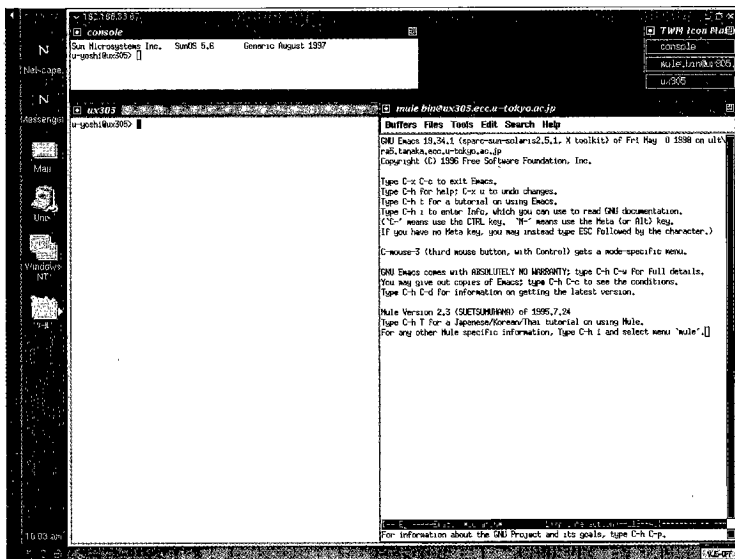 console
Sun Microsystems Inc. SunOS 5.6 Generic August 1997
u-yoshi@ux305>
TWM Icon
console
mule.bin@ux305
ux305
N
Netscape
N
Messenger
Mail
Unix
Windows
NT
10:03 am
ux305
u-yoshi@ux305>
mule bin@ux305.ecc.u-tokyo.ac.jp
Buffers Files Tools Edit Search Help
GNU Emacs 19.34.1 (sparc-sun-solaris2.5.1, X toolkit) of Fri May 1998 on ult\
ra5.tanaka.ecc.u-tokyo.ac.jp
Copyright (C) 1996 Free Software Foundation, Inc.
Type C-x C-c to exit Emacs.
Type C-h for help; C-x u to undo changes.
Type C-h t for a tutorial on using Emacs.
Type C-h i to enter Info, which you can use to read GNU documentation.
(`C-' means use the CTRL key. `M-' means use the Meta (or Alt) key.
If you have no Meta key, you may instead type ESC followed by the character.)
C-mouse-3 (third mouse button, with Control) gets a mode-specific menu.
GNU Emacs comes with ABSOLUTELY NO WARRANTY; type C-h C-w for full details.
You may give out copies of Emacs; type C-h C-c to see the conditions.
Type C-h C-d for information on getting the latest version.
Mule Version 2.3 (SUETSUMUHANA) of 1995.7.24
Type C-h T for a Japanese/Korean/Thai tutorial on using Mule.
For any other Mule specific information, Type C-h i and select menu `mule'.
For information about the GNU Project and its goals, type C-h C-p.